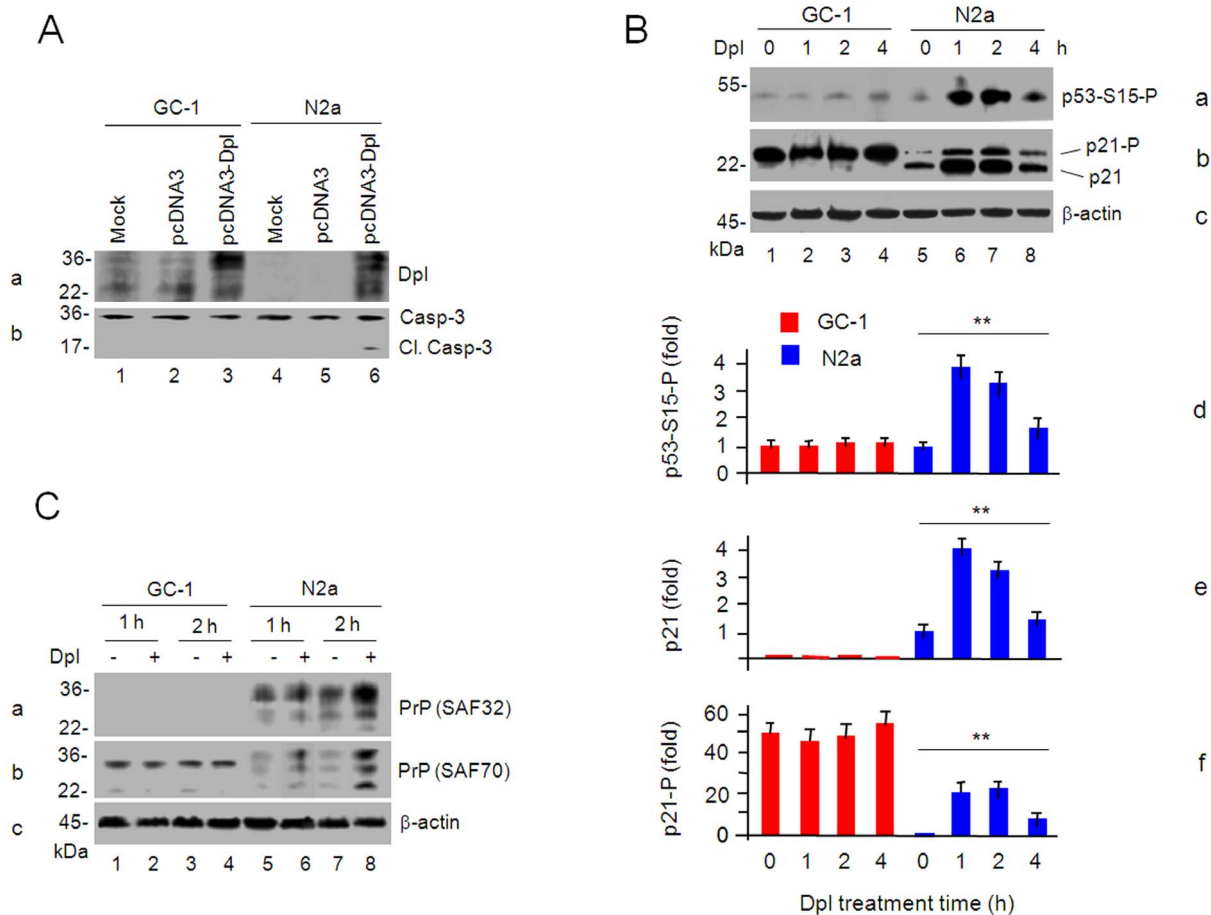 A
GC-1 N2a
Mock pcDNA3 pcDNA3-Dpl Mock pcDNA3 pcDNA3-Dpl
a 36- 22- Dpl
b 36- Casp-3
17- Cl. Casp-3
1 2 3 4 5 6
B
GC-1 N2a
Dpl 0 1 2 4 0 1 2 4 h
55- p53-S15-P a
p21-P
22- b
p21
45- β-actin c
kDa 1 2 3 4 5 6 7 8
GC-1
N2a
**
p53-S15-P (fold)
4
3
2
1
0
d
**
p21 (fold)
4
3
2
1
e
**
p21-P (fold)
60
40
20
0
f
0 1 2 4 0 1 2 4
Dpl treatment time (h)
C
GC-1 N2a
1 h 2 h 1 h 2 h
Dpl - + - + - + - +
a 36- 22- PrP (SAF32)
b 36- 22- PrP (SAF70)
c 45- β-actin
kDa
1 2 3 4 5 6 7 8